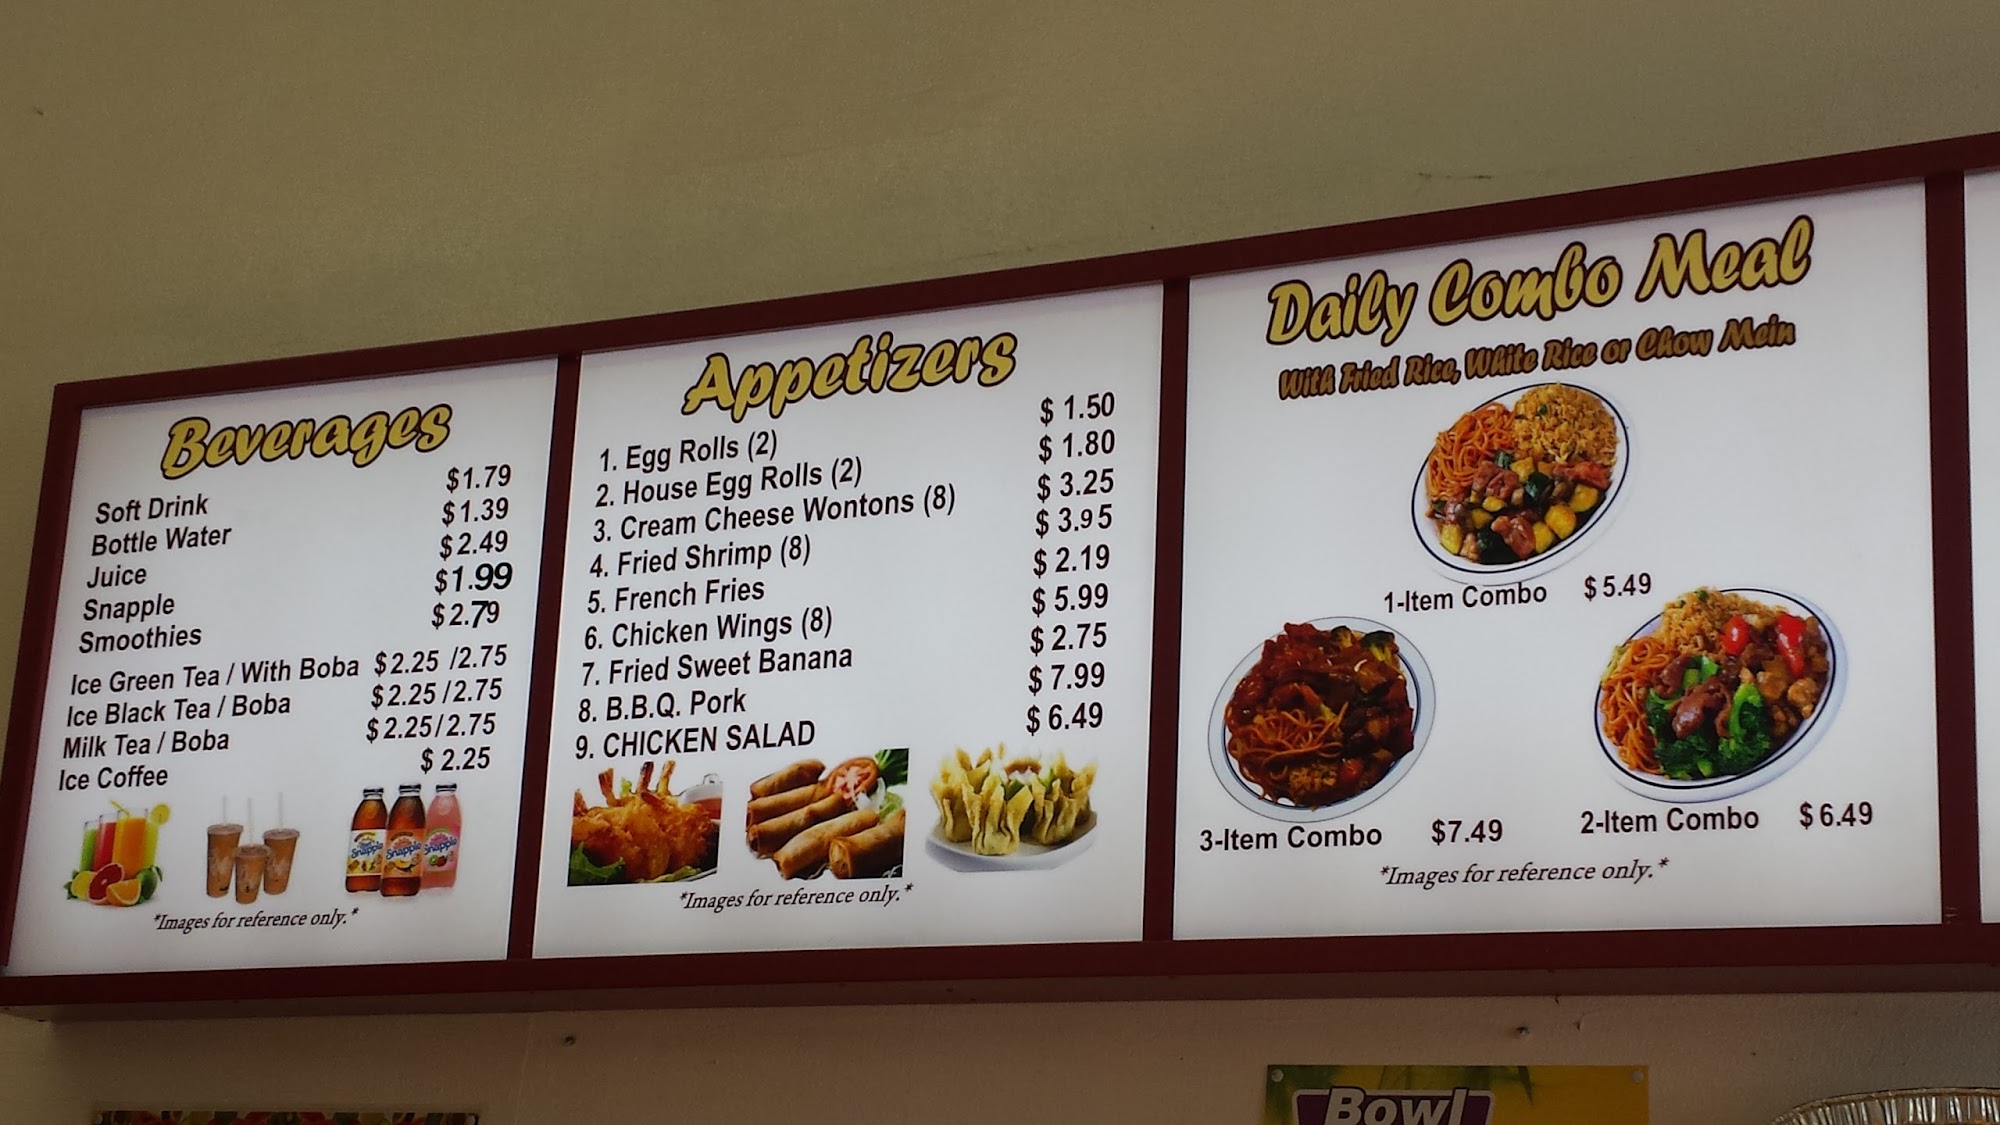 Beverages
Soft Drink $1.79
Bottle Water $1.39
Juice $2.49
Snapple $1.99
Smoothies $2.79
Ice Green Tea / With Boba $2.25 /2.75
Ice Black Tea / Boba $2.25 /2.75
Milk Tea / Boba $2.25/2.75
Ice Coffee $2.25
Snapple Snapple Snapple
*Images for reference only.*
Appetizers
1. Egg Rolls (2) $1.50
2. House Egg Rolls (2) $1.80
3. Cream Cheese Wontons (8) $3.25
4. Fried Shrimp (8) $3.95
5. French Fries $2.19
6. Chicken Wings (8) $5.99
7. Fried Sweet Banana $2.75
8. B.B.Q. Pork $7.99
9. CHICKEN SALAD $6.49
*Images for reference only.*
Daily Combo Meal
With Fried Rice, White Rice or Chow Mein
1-Item Combo $5.49
3-Item Combo $7.49
2-Item Combo $6.49
*Images for reference only.*
Bowl